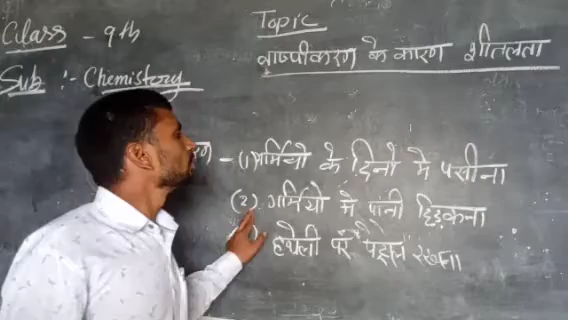 Class - 9th
Sub :- Chemistry
Topic
वाष्पीकरण के कारण शीतलता
- (1) गर्मियो के दिनो मे पसीना
(2) गर्मियो मे पानी छिड़कना
हथेली पर रखना